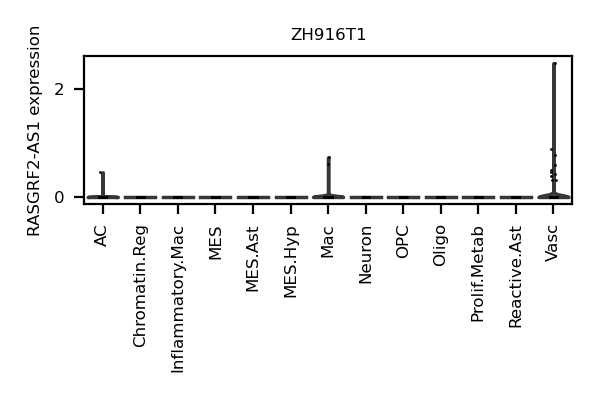 ZH916T1
RASGRF2-AS1 expression
2
0
AC
Chromatin.Reg
Inflammatory.Mac
MES
MES.Ast
MES.Hyp
Mac
Neuron
OPC
Oligo
Prolif.Metab
Reactive.Ast
Vasc